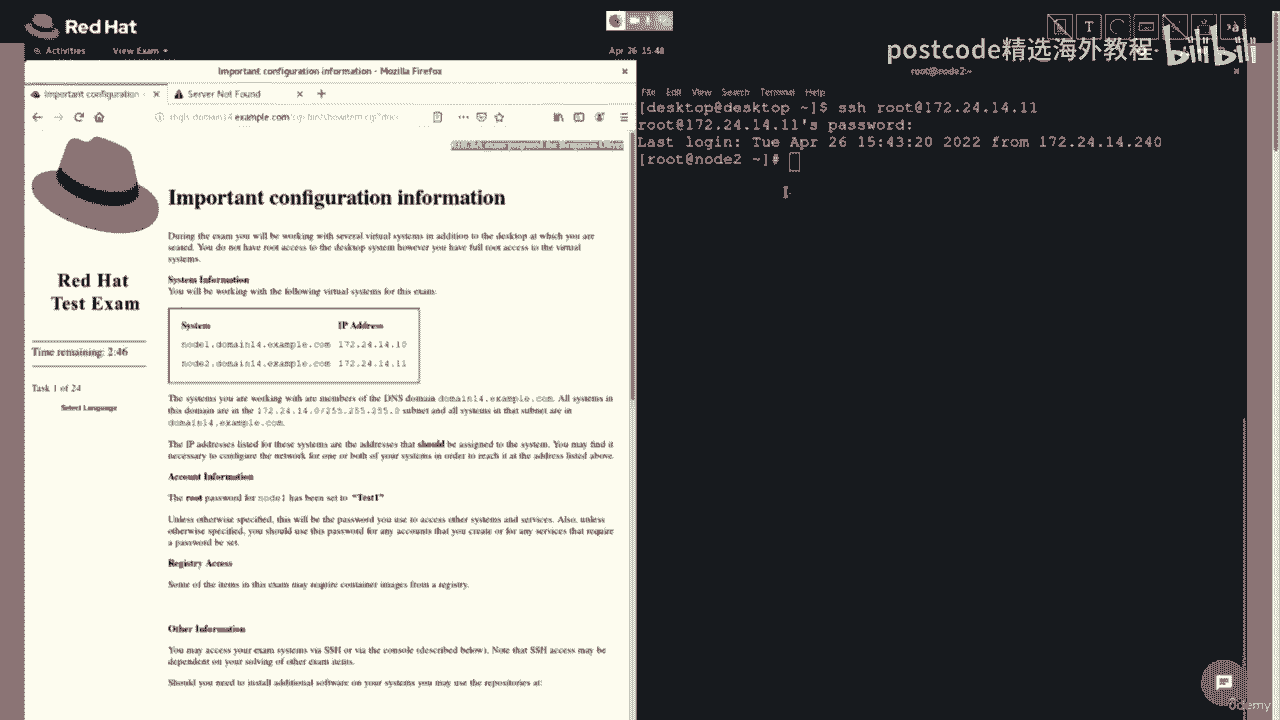 Red Hat
postcode精选海外教程
Activities View Exam
Apr 26 15:48
root@node2:~
Important configuration information - Mozilla Firefox
Important configuration
Server Not Found
example.com
File Edit View Search Terminal Help
[desktop@desktop ~]$ ssh root@172.24.14.11
root@172.24.14.11's password:
Last login: Tue Apr 26 15:43:00 2022 from 172.24.14.249
[root@node2 ~]#
Important configuration information
During the exam you will be working with several virtual systems in addition to the desktop at which you are
seated. You do not have root access to the desktop system however you have full root access to the virtual
systems.
Red Hat
Test Exam
System Information
You will be working with the following virtual systems for this exam:
System IP Address
node1.domain14.example.com 172.24.14.10
node2.domain14.example.com 172.24.14.11
Time remaining: 2:46
Task 1 of 24
Select Language
The systems you are working with are members of the DNS domain domain14.example.com. All systems in
this domain are in the 172.24.14.0/255.255.255.0 subnet and all systems in that subnet are in
domain14.example.com.
The IP addresses listed for these systems are the addresses that should be assigned to the system. You may find it
necessary to configure the network for one or both of your systems in order to reach it at the address listed above.
Account Information
The root password for node1 has been set to "Test1"
Unless otherwise specified, this will be the password you use to access other systems and services. Also, unless
otherwise specified, you should use this password for any accounts that you create or for any services that require
a password be set.
Registry Access
Some of the items in this exam may require container images from a registry.
Other Information
You may access your exam systems via SSH or via the console (described below). Note that SSH access may be
dependent on your solving of other exam items.
Should you need to install additional software on your systems you may use the repositories at: